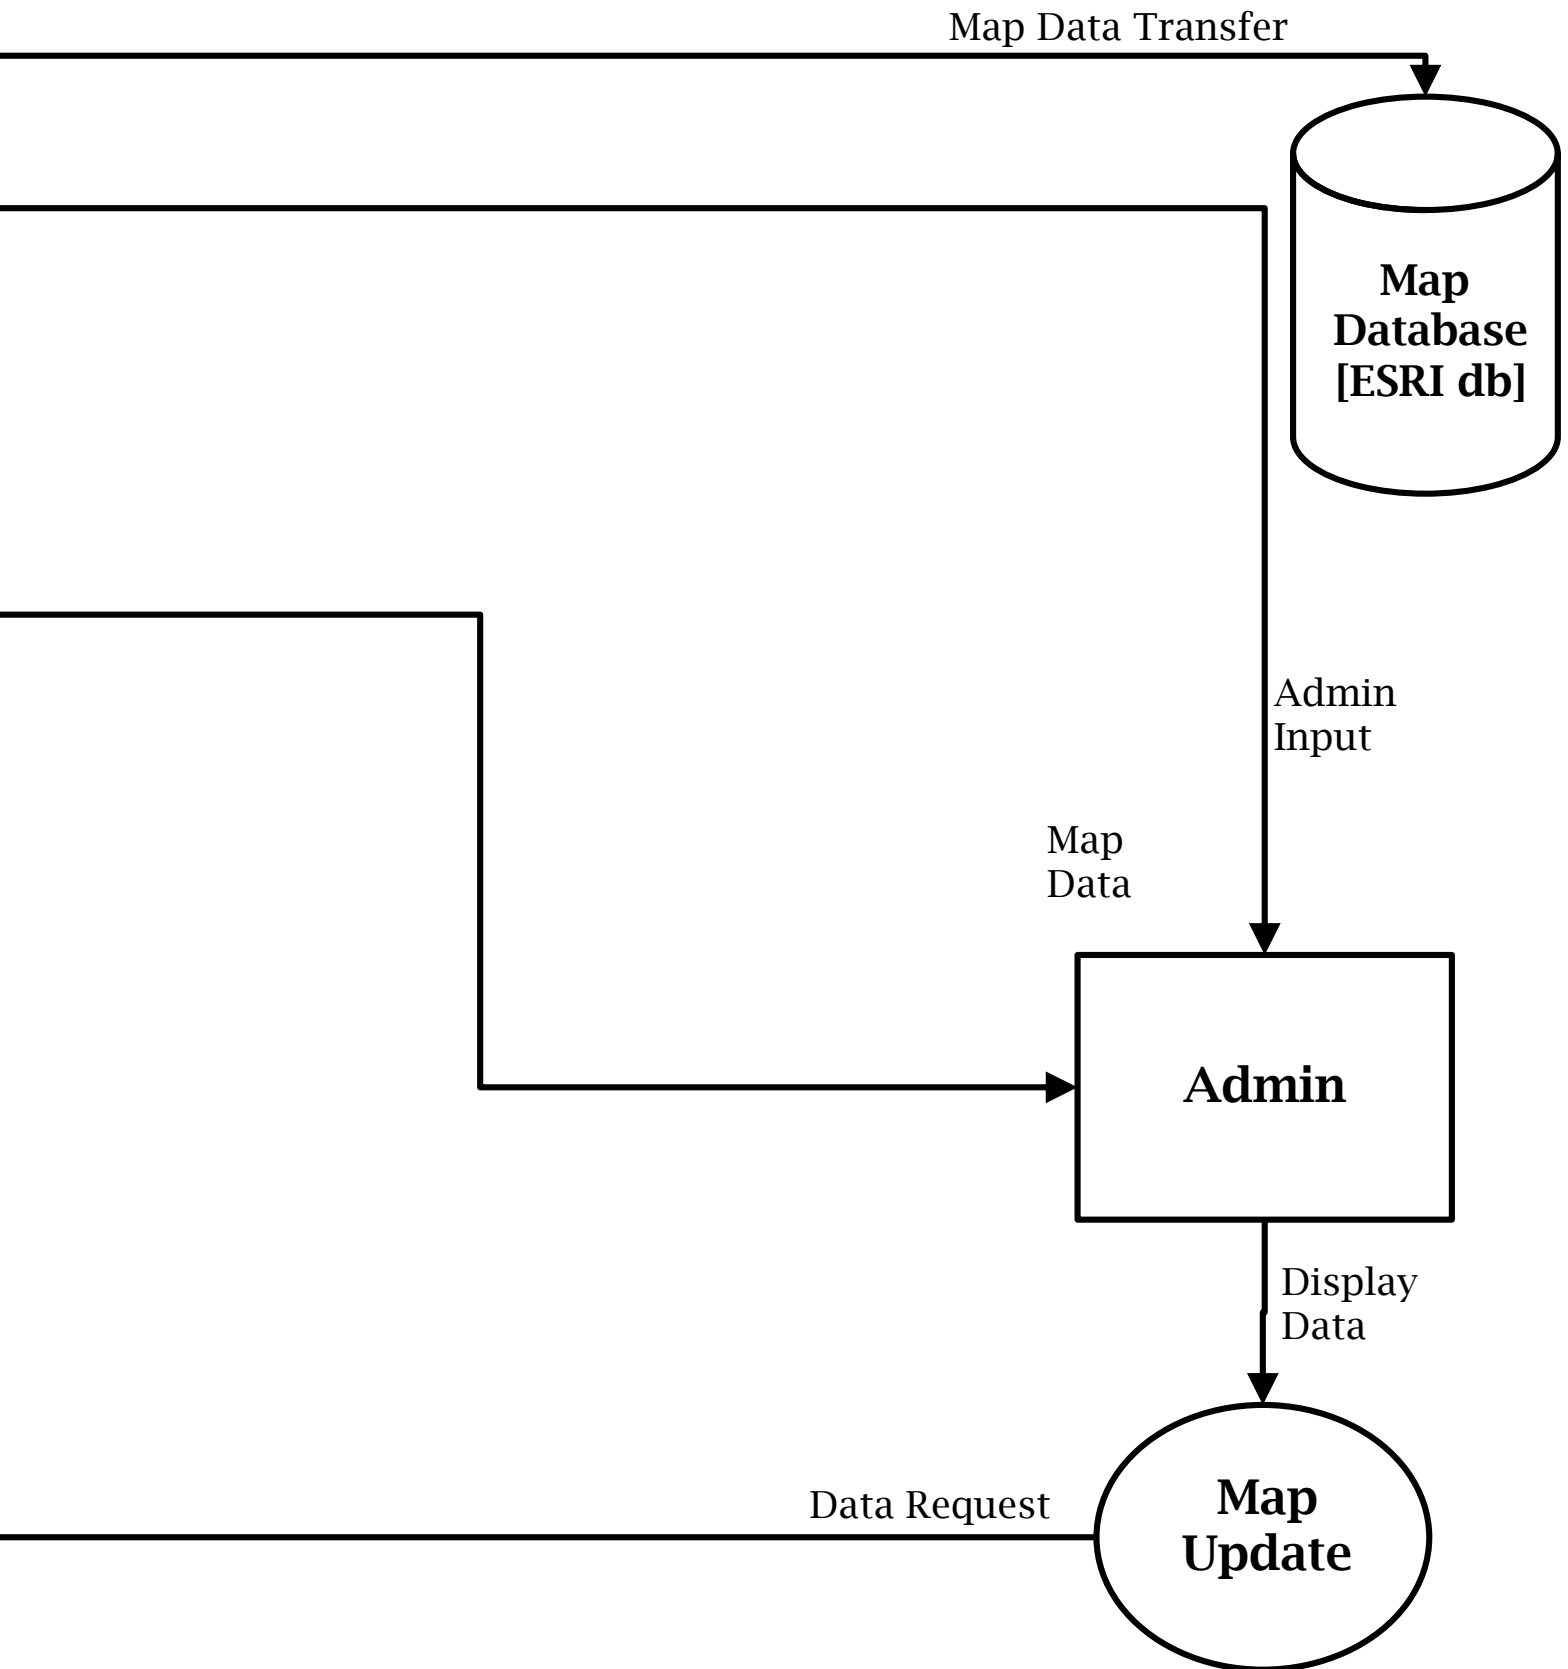 Map Data Transfer
Map
Database
[ESRI db]
Admin
Input
Map
Data
Admin
Display
Data
Data Request
Map
Update